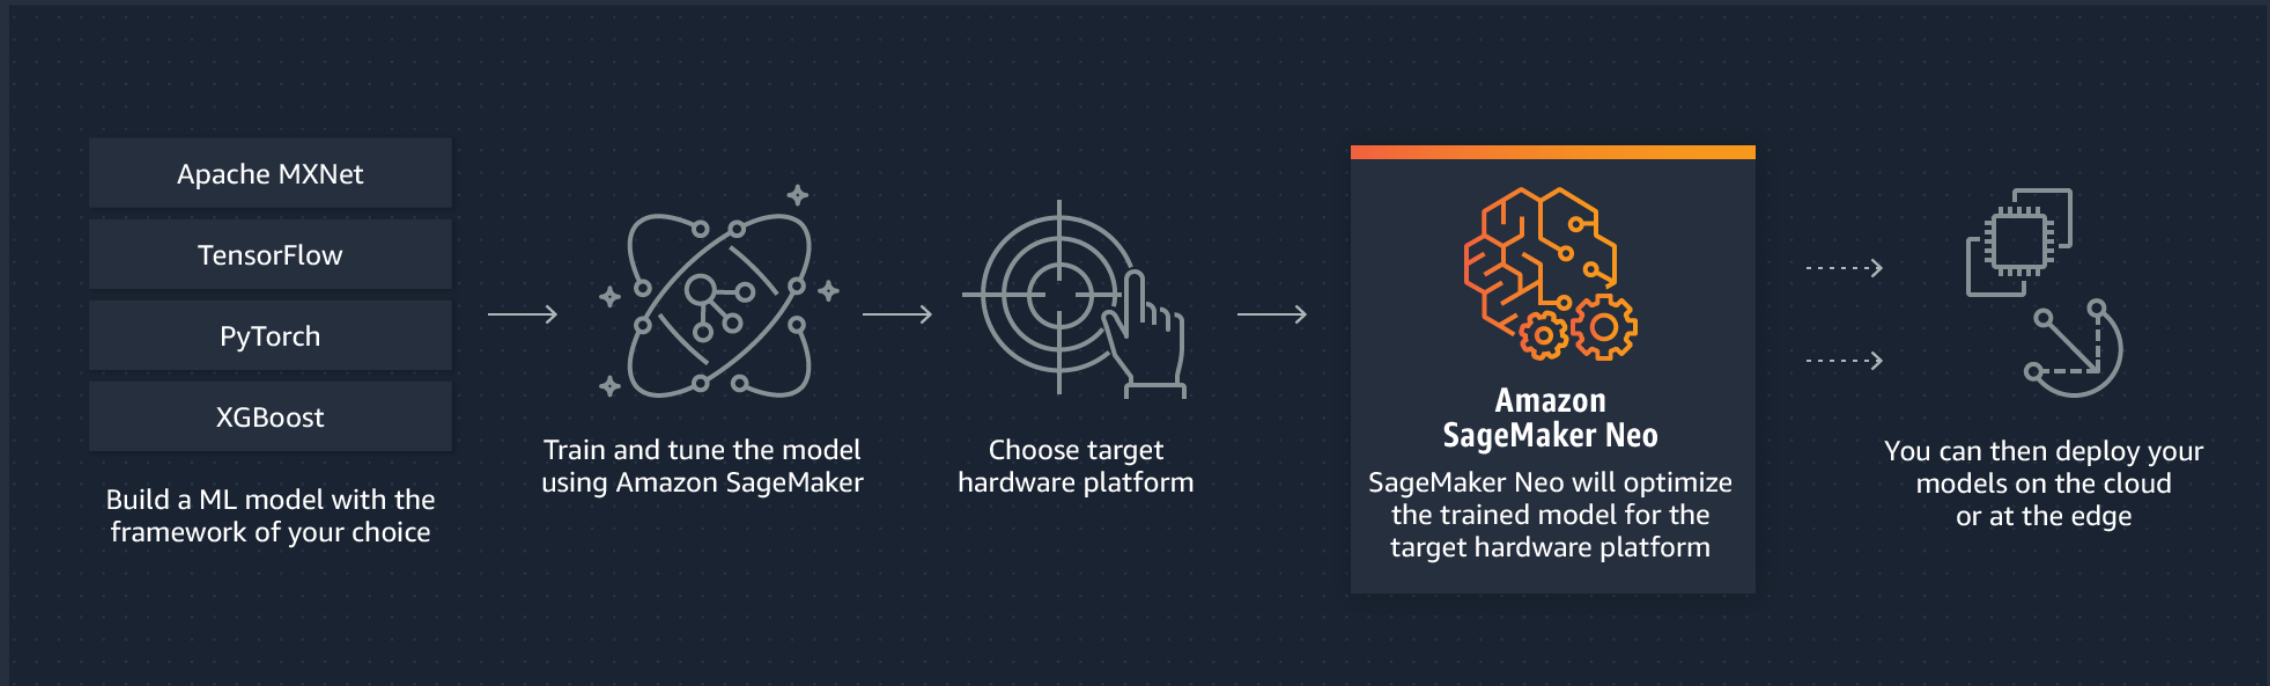 Apache MXNet
TensorFlow
PyTorch
XGBoost
Build a ML model with the
framework of your choice
Train and tune the model
using Amazon SageMaker
Choose target
hardware platform
Amazon
SageMaker Neo
SageMaker Neo will optimize
the trained model for the
target hardware platform
You can then deploy your
models on the cloud
or at the edge